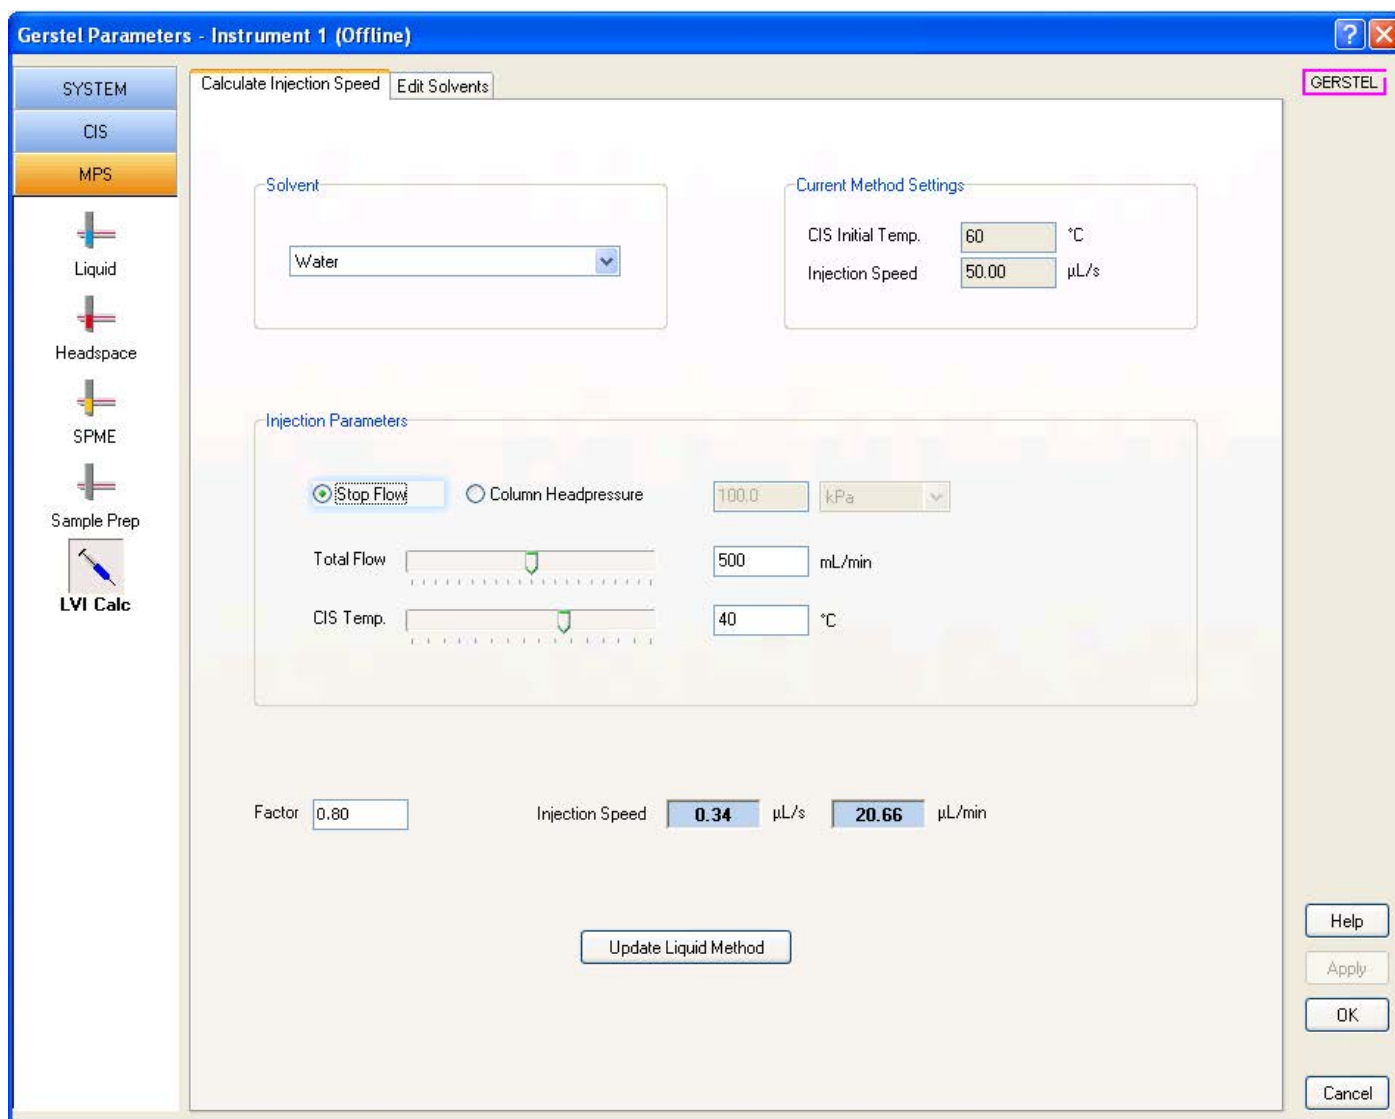 Gerstel Parameters - Instrument 1 (Offline)
SYSTEM
CIS
MPS
Liquid
Headspace
SPME
Sample Prep
LVI Calc
Calculate Injection Speed Edit Solvents
Solvent
Water
Current Method Settings
CIS Initial Temp. 60 °C
Injection Speed 50.00 µL/s
Injection Parameters
Stop Flow Column Headpressure 100.0 kPa
Total Flow 500 mL/min
CIS Temp. 40 °C
Factor 0.80 Injection Speed 0.34 µL/s 20.66 µL/min
Update Liquid Method
GERSTEL
Help
Apply
OK
Cancel